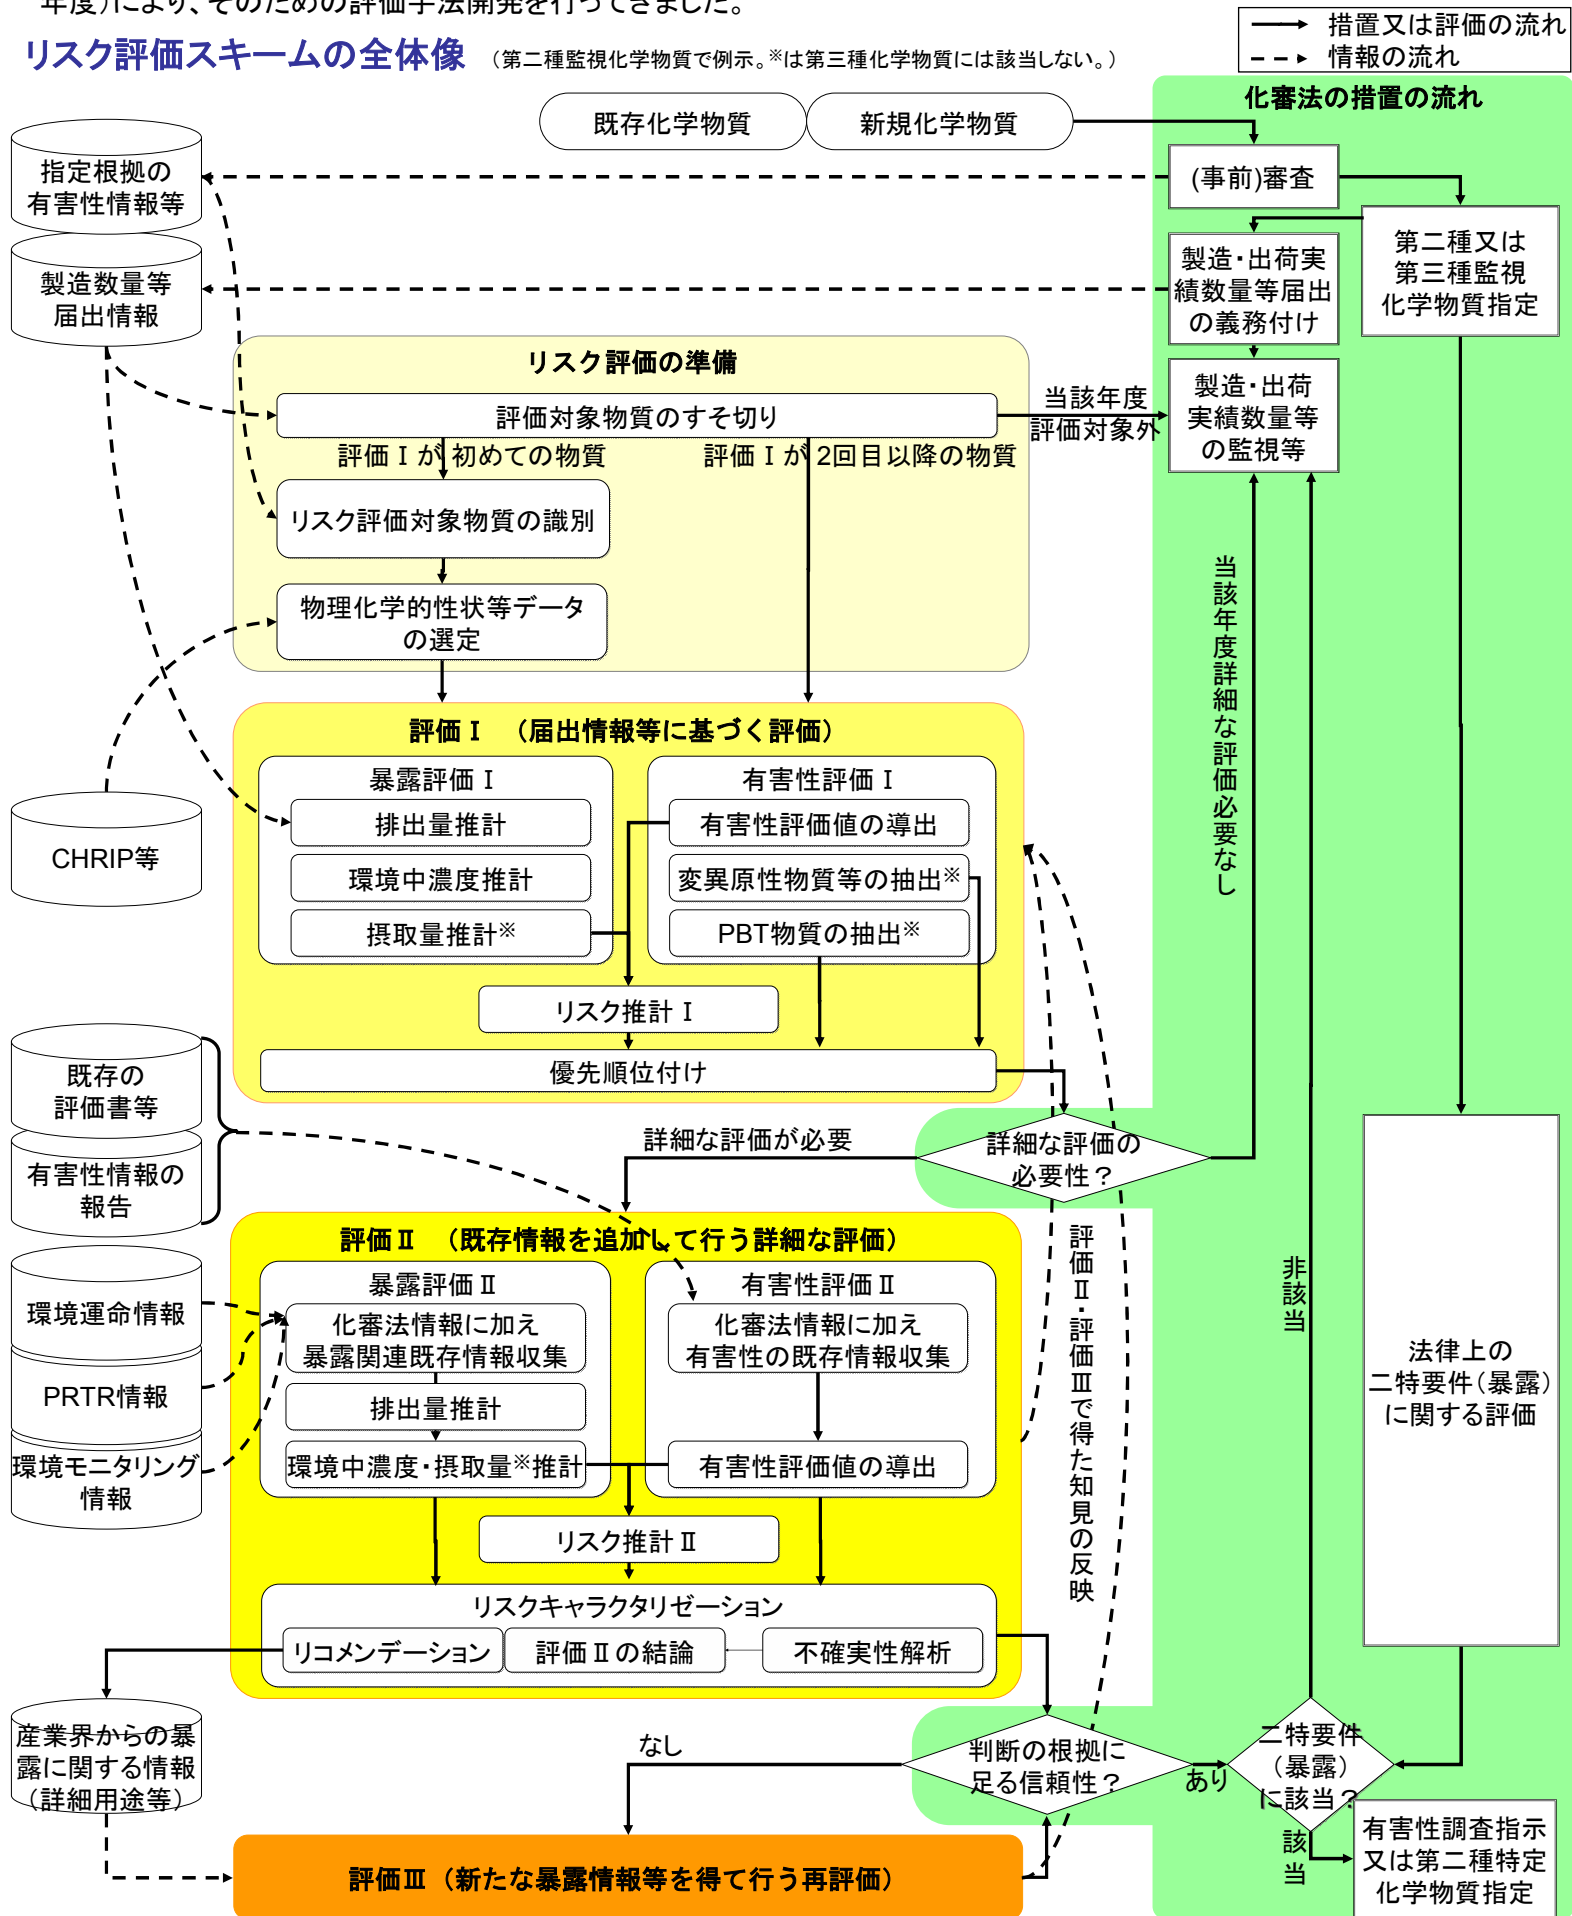 年度)により、そのための評価手法開発を行ってきました。
リスク評価スキームの全体像 (第二種監視化学物質で例示。※は第三種化学物質には該当しない。)
措置又は評価の流れ
情報の流れ
化審法の措置の流れ
既存化学物質
新規化学物質
(事前)審査
指定根拠の
有害性情報等
第二種又は
第三種監視
化学物質指定
製造・出荷実
績数量等届出
の義務付け
製造数量等
届出情報
リスク評価の準備
評価対象物質のすそ切り
当該年度
評価対象外
製造・出荷
実績数量等
の監視等
評価Ⅰが初めての物質
評価Ⅰが2回目以降の物質
リスク評価対象物質の識別
物理化学的性状等データ
の選定
当該年度詳細な評価必要なし
評価Ⅰ (届出情報等に基づく評価)
暴露評価Ⅰ
排出量推計
環境中濃度推計
摂取量推計※
有害性評価Ⅰ
有害性評価値の導出
変異原性物質等の抽出※
PBT物質の抽出※
CHRIP等
リスク推計Ⅰ
優先順位付け
既存の
評価書等
有害性情報の
報告
詳細な評価が必要
詳細な評価の
必要性?
評価Ⅱ (既存情報を追加して行う詳細な評価)
暴露評価Ⅱ
化審法情報に加え
暴露関連既存情報収集
排出量推計
環境中濃度・摂取量※推計
有害性評価Ⅱ
化審法情報に加え
有害性の既存情報収集
有害性評価値の導出
環境運命情報
PRTR情報
環境モニタリング
情報
評価Ⅱ・評価Ⅲで得た知見の反映
非該当
法律上の
二特要件(暴露)
に関する評価
リスク推計Ⅱ
リスクキャラクタリゼーション
リコメンデーション
評価Ⅱの結論
不確実性解析
産業界からの暴
露に関する情報
(詳細用途等)
なし
判断の根拠に
足る信頼性?
あり
二特要件
(暴露)
に該当?
該当
有害性調査指示
又は第二種特定
化学物質指定
評価Ⅲ (新たな暴露情報等を得て行う再評価)